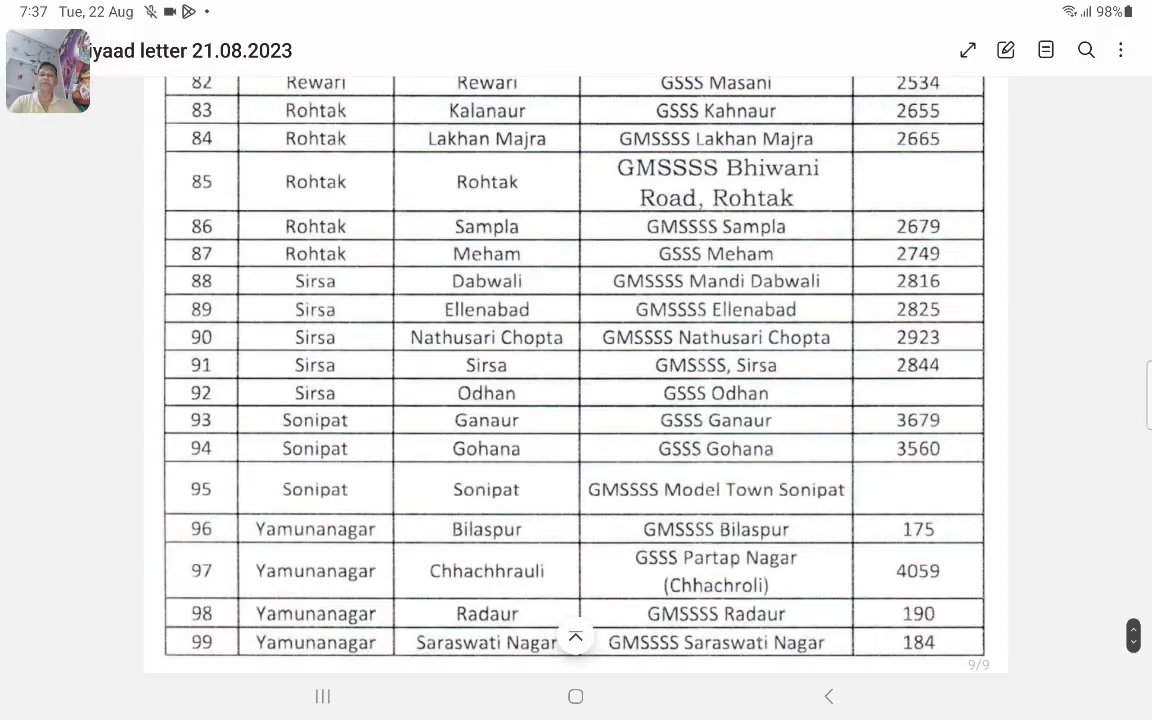 7:37 Tue, 22 Aug 98%
iyaad letter 21.08.2023
82 Rewari Rewari GSSS Masani 2534
83 Rohtak Kalanaur GSSS Kahnaur 2655
84 Rohtak Lakhan Majra GMSSSS Lakhan Majra 2665
85 Rohtak Rohtak GMSSSS Bhiwani
Road, Rohtak
86 Rohtak Sampla GMSSSS Sampla 2679
87 Rohtak Meham GSSS Meham 2749
88 Sirsa Dabwali GMSSSS Mandi Dabwali 2816
89 Sirsa Ellenabad GMSSSS Ellenabad 2825
90 Sirsa Nathusari Chopta GMSSSS Nathusari Chopta 2923
91 Sirsa Sirsa GMSSSS, Sirsa 2844
92 Sirsa Odhan GSSS Odhan
93 Sonipat Ganaur GSSS Ganaur 3679
94 Sonipat Gohana GSSS Gohana 3560
95 Sonipat Sonipat GMSSSS Model Town Sonipat
96 Yamunanagar Bilaspur GMSSSS Bilaspur 175
97 Yamunanagar Chhachhrauli GSSS Partap Nagar
(Chhachroli) 4059
98 Yamunanagar Radaur GMSSSS Radaur 190
99 Yamunanagar Saraswati Nagar GMSSSS Saraswati Nagar 184
9/9